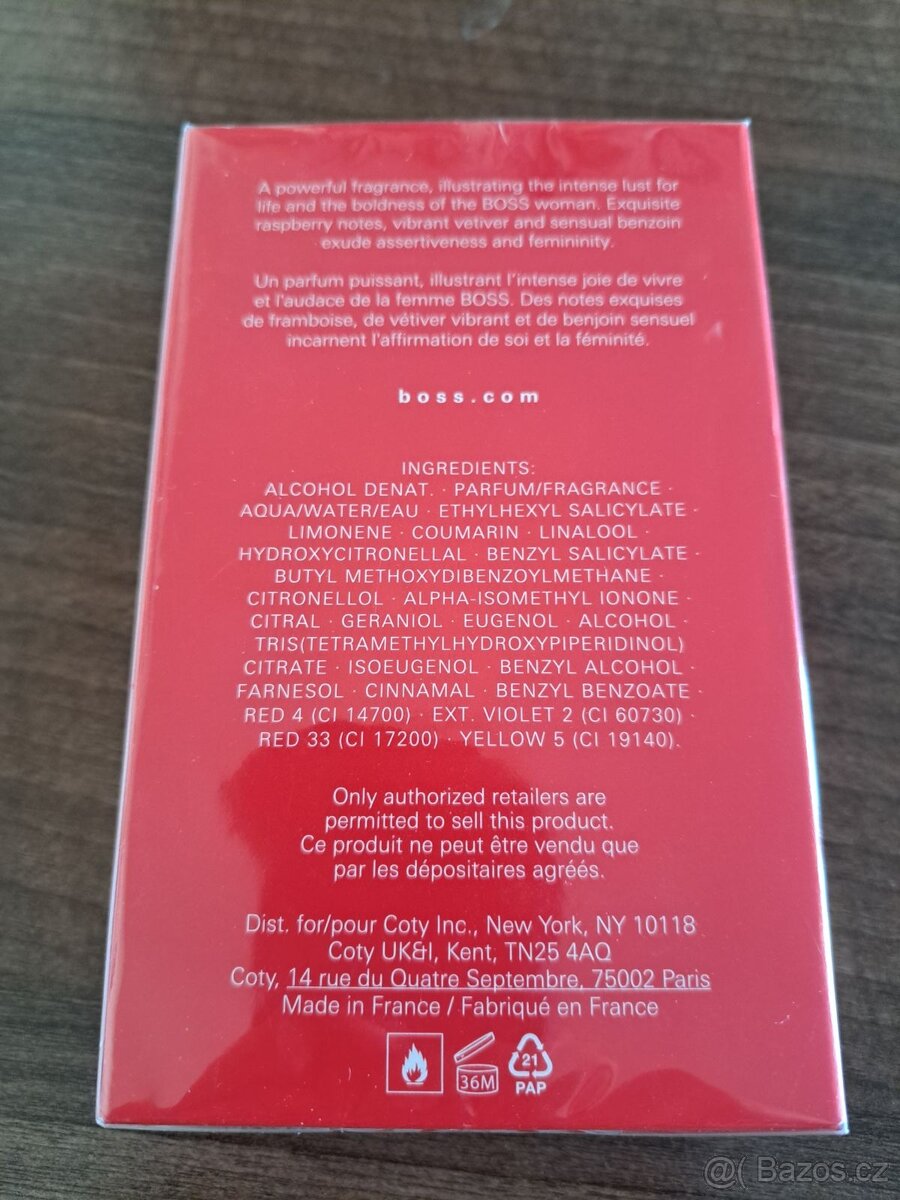 A powerful fragrance, illustrating the intense lust for
life and the boldness of the BOSS woman. Exquisite
raspberry notes, vibrant vetiver and sensual benzoin
exude assertiveness and femininity.
Un parfum puissant, illustrant l'intense joie de vivre
et l'audace de la femme BOSS. Des notes exquises
de framboise, de vétiver vibrant et de benjoin sensuel
incarnent l'affirmation de soi et la féminité.
boss.com
INGREDIENTS:
ALCOHOL DENAT. · PARFUM/FRAGRANCE ·
AQUA/WATER/EAU · ETHYLHEXYL SALICYLATE ·
LIMONENE · COUMARIN · LINALOOL ·
HYDROXYCITRONELLAL · BENZYL SALICYLATE ·
BUTYL METHOXYDIBENZOYLMETHANE ·
CITRONELLOL · ALPHA-ISOMETHYL IONONE ·
CITRAL · GERANIOL · EUGENOL · ALCOHOL ·
TRIS(TETRAMETHYLHYDROXYPIPERIDINOL)
CITRATE · ISOEUGENOL · BENZYL ALCOHOL ·
FARNESOL · CINNAMAL · BENZYL BENZOATE ·
RED 4 (CI 14700) · EXT. VIOLET 2 (CI 60730) ·
RED 33 (CI 17200) · YELLOW 5 (CI 19140).
Only authorized retailers are
permitted to sell this product.
Ce produit ne peut être vendu que
par les dépositaires agréés.
Dist. for/pour Coty Inc., New York, NY 10118
Coty UK&I, Kent, TN25 4AQ
Coty, 14 rue du Quatre Septembre, 75002 Paris
Made in France / Fabriqué en France
36M
21
PAP
@( Bazos.cz